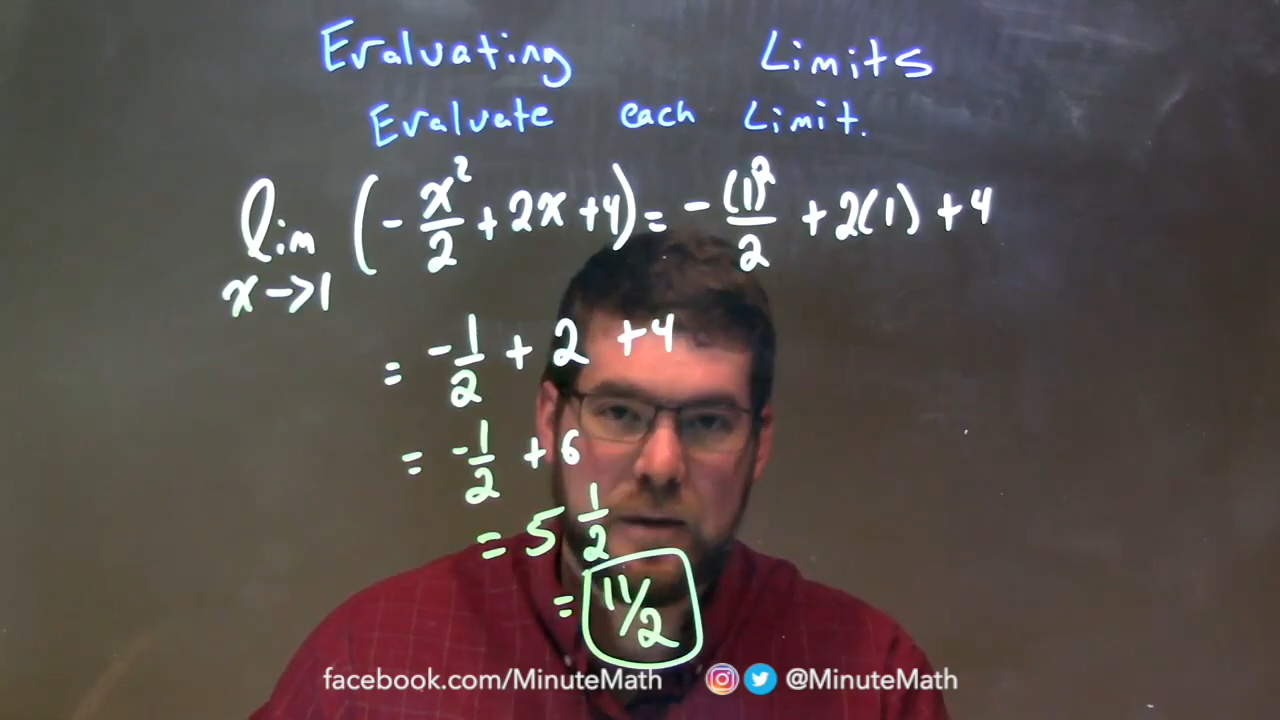 Evaluating Limits
Evaluate each Limit.
lim x→1 (-x²/2 + 2x + 4) = -(1)²/2 + 2(1) + 4
= -1/2 + 2 + 4
= -1/2 + 6
= 5 1/2
= 11/2
facebook.com/MinuteMath @MinuteMath